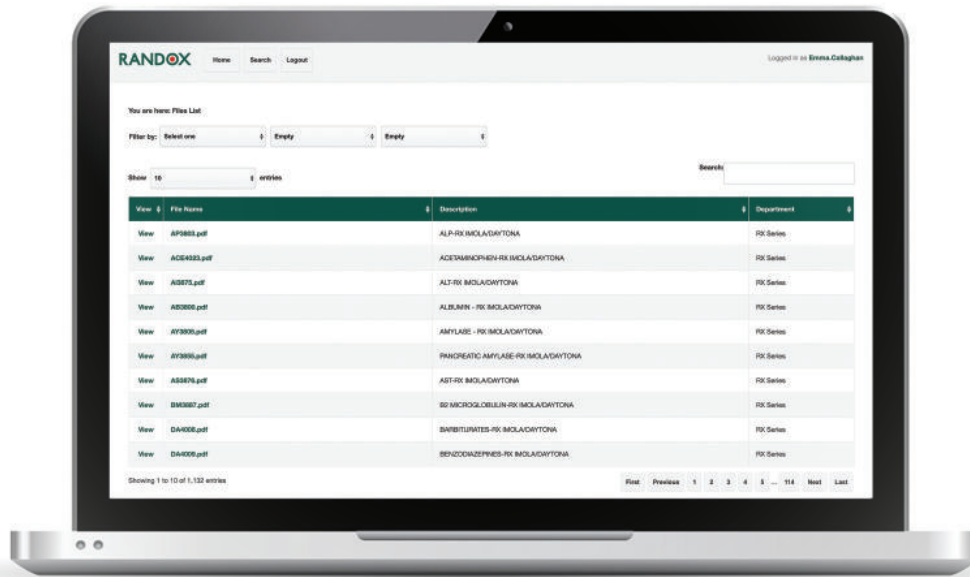 RANDOX Home Search Logout Logged in as Emma.Callaghan
You are here: Files List
Filter by: Select one Empty Empty
Show 10 entries Search:
View File Name Description Department
View AP3803.pdf ALP-RX IMOLA/DAYTONA RX Series
View ACE4023.pdf ACETAMINOPHEN-RX IMOLA/DAYTONA RX Series
View Al3875.pdf ALT-RX IMOLA/DAYTONA RX Series
View AB3800.pdf ALBUMIN - RX IMOLA/DAYTONA RX Series
View AY3805.pdf AMYLASE - RX IMOLA/DAYTONA RX Series
View AY3855.pdf PANCREATIC AMYLASE-RX IMOLA/DAYTONA RX Series
View AS3876.pdf AST-RX IMOLA/DAYTONA RX Series
View BM3887.pdf B2 MICROGLOBULIN-RX IMOLA/DAYTONA RX Series
View DA4008.pdf BARBITURATES-RX IMOLA/DAYTONA RX Series
View DA4009.pdf BENZODIAZEPINES-RX IMOLA/DAYTONA RX Series
Showing 1 to 10 of 1,132 entries First Previous 1 2 3 4 5 ... 114 Next Last